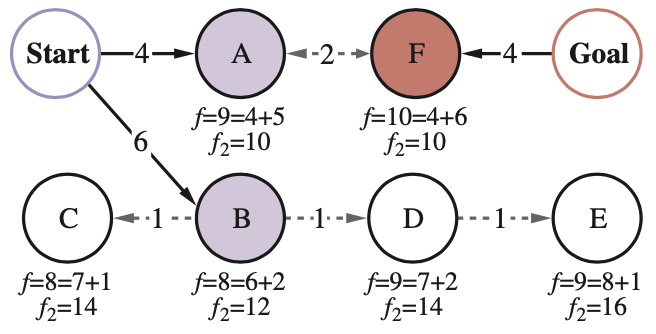 Start 4 A 2 F 4 Goal
f=9=4+5 f=10=4+6
f₂=10 f₂=10
6
C 1 B 1 D 1 E
f=8=7+1 f=8=6+2 f=9=7+2 f=9=8+1
f₂=14 f₂=12 f₂=14 f₂=16